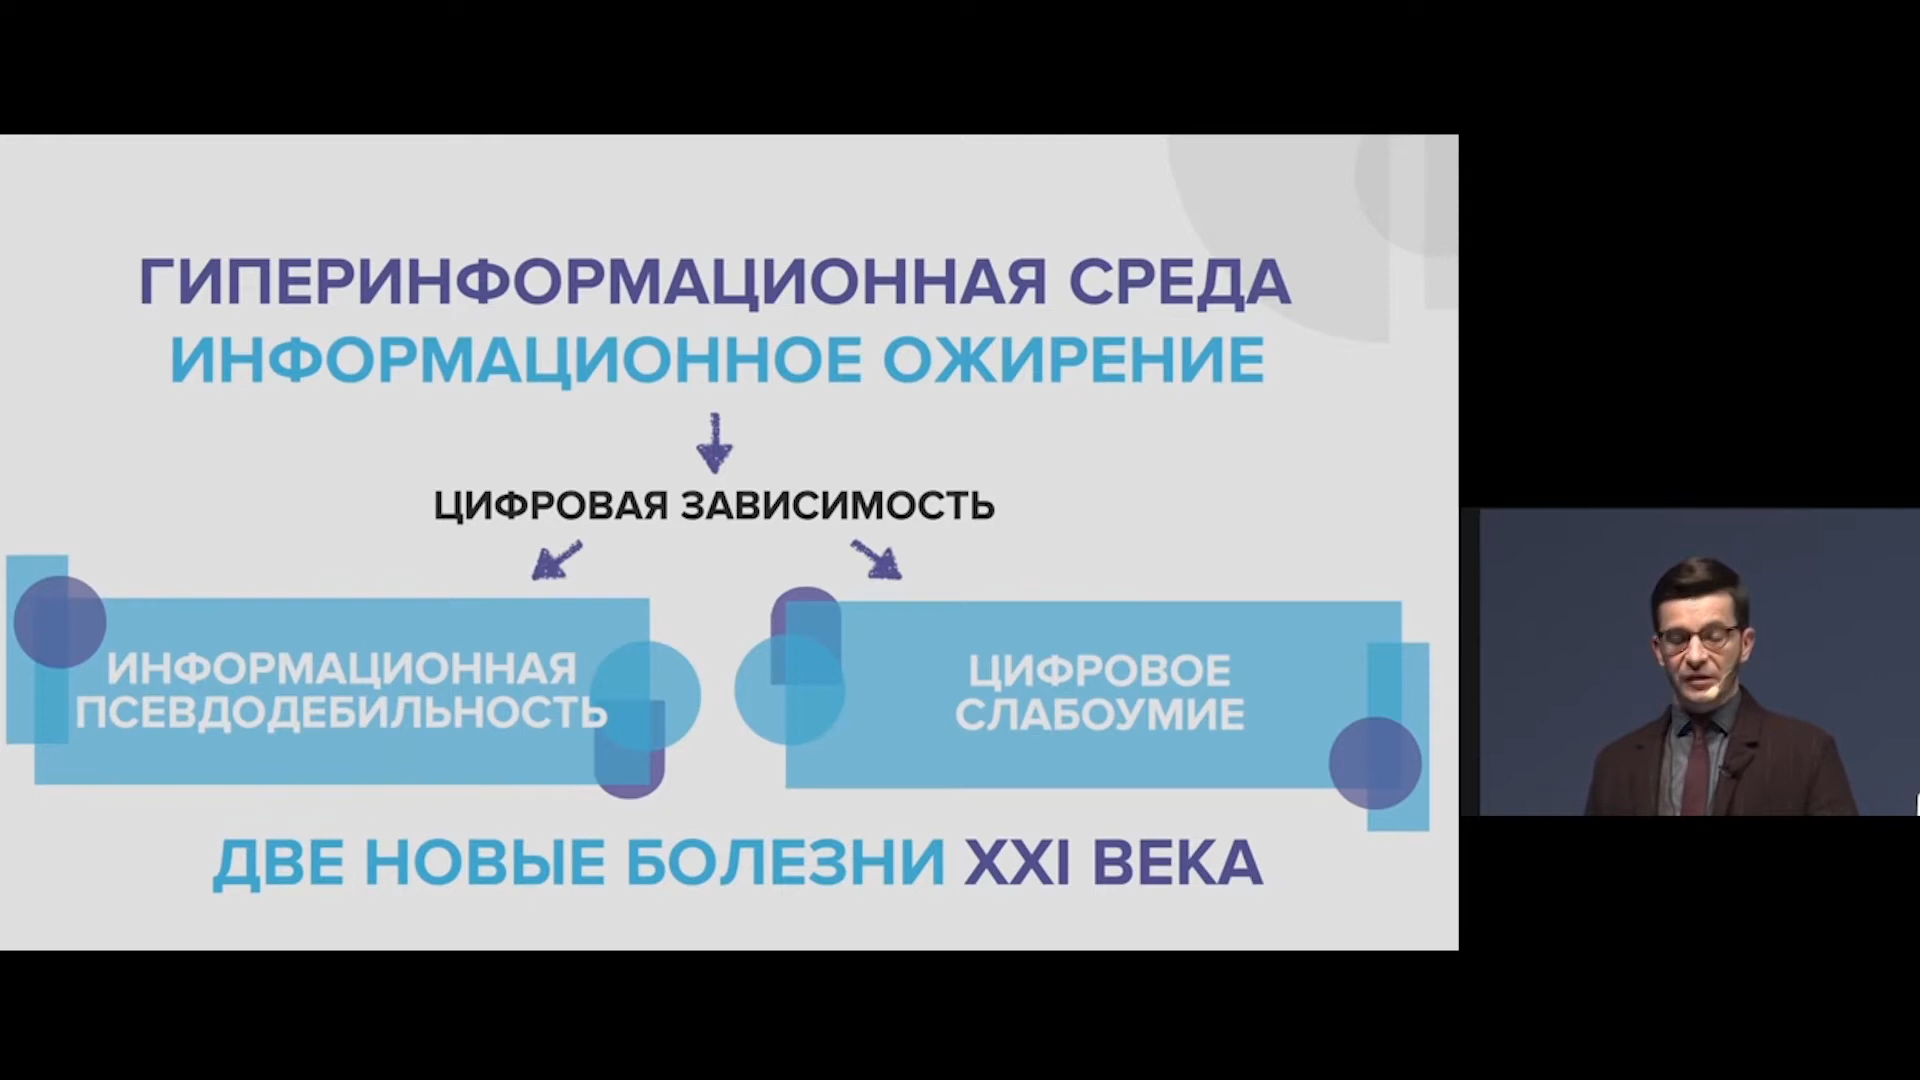 ГИПЕРИНФОРМАЦИОННАЯ СРЕДА
ИНФОРМАЦИОННОЕ ОЖИРЕНИЕ
ЦИФРОВАЯ ЗАВИСИМОСТЬ
ИНФОРМАЦИОННАЯ
ПСЕВДОДЕБИЛЬНОСТЬ
ЦИФРОВОЕ
СЛАБОУМИЕ
ДВЕ НОВЫЕ БОЛЕЗНИ XXI ВЕКА